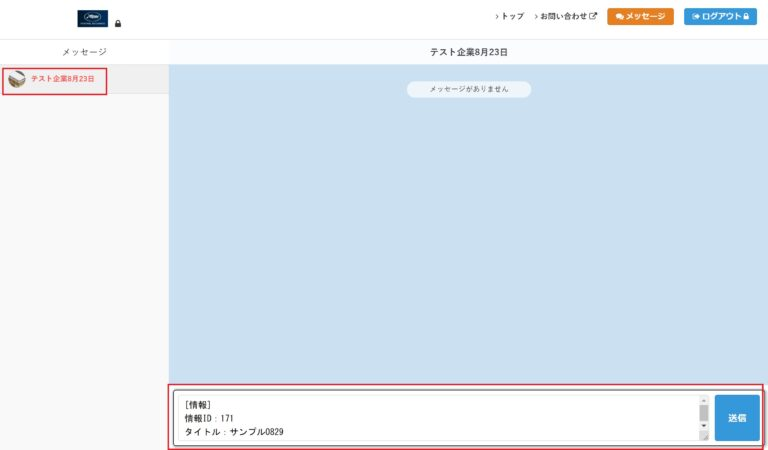 トップ
お問い合わせ
メッセージ
ログアウト
メッセージ
テスト企業8月23日
テスト企業8月23日
メッセージがありません
[情報]
情報ID:171
タイトル:サンプル0829
送信